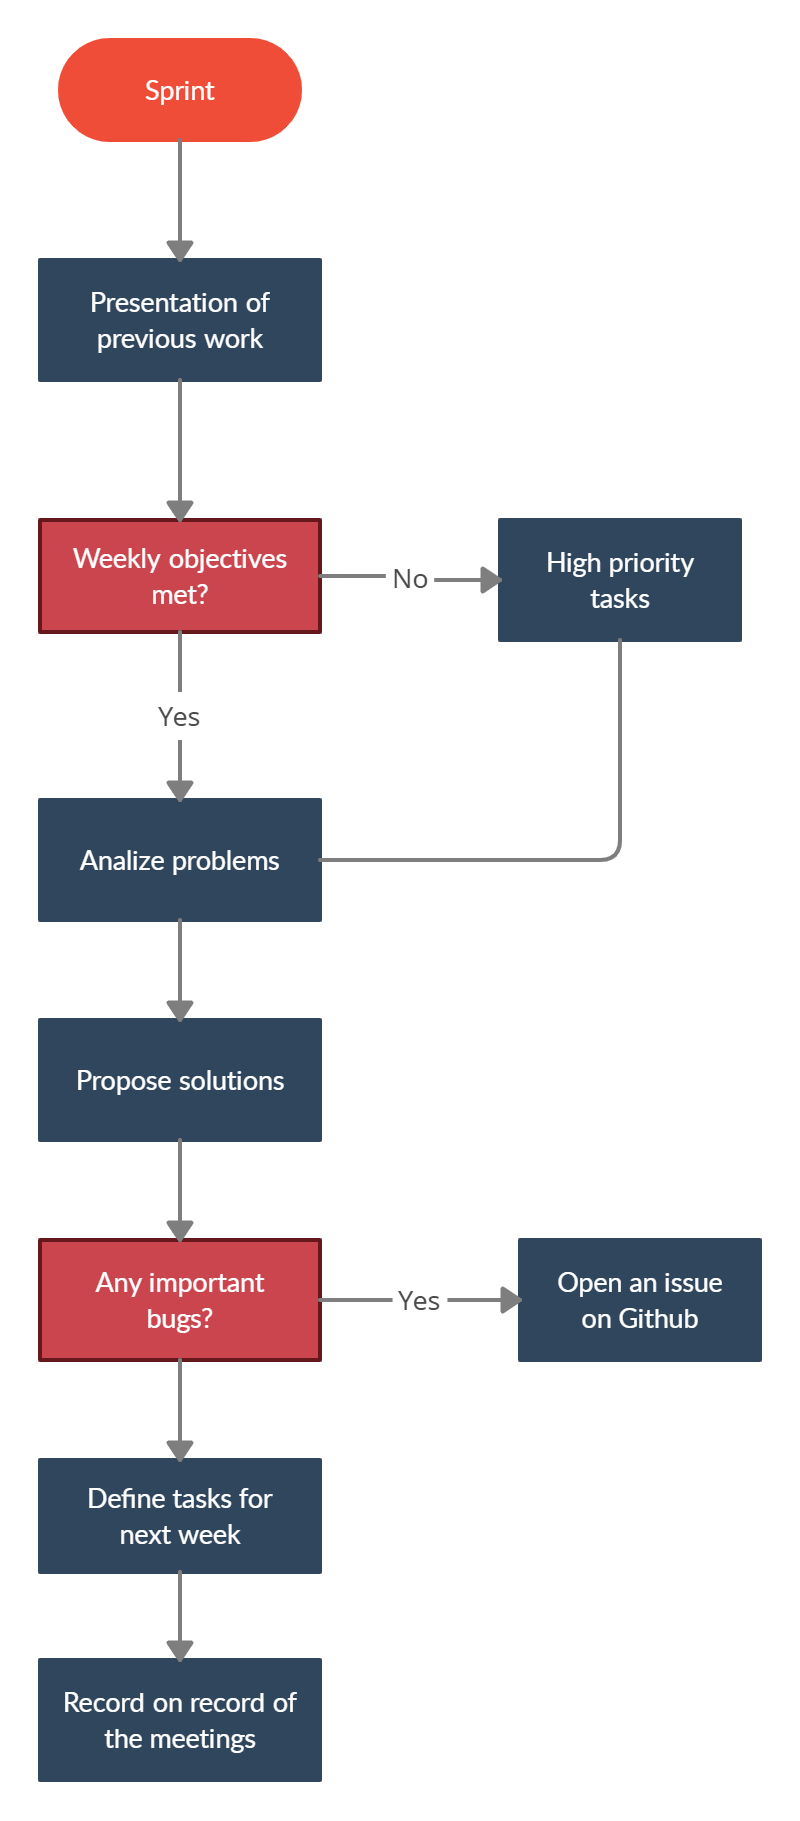 Sprint
Presentation of
previous work
Weekly objectives
met?
No
High priority
tasks
Yes
Analize problems
Propose solutions
Any important
bugs?
Yes
Open an issue
on Github
Define tasks for
next week
Record on record of
the meetings